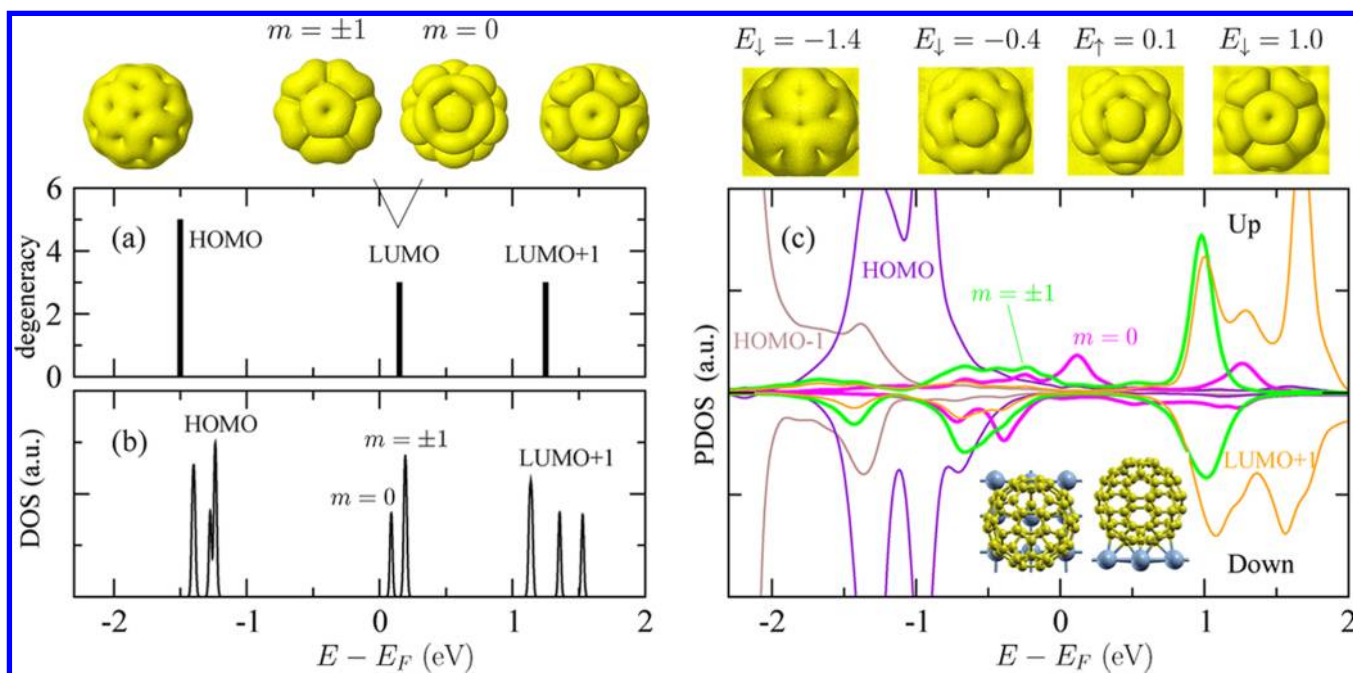 m = ±1
m = 0
6
4
2
0
degeneracy
(a)
HOMO
LUMO
LUMO+1
DOS (a.u.)
(b)
HOMO
m = ±1
m = 0
LUMO+1
-2
-1
0
1
2
E − E_F (eV)
E↓ = −1.4
E↓ = −0.4
E↑ = 0.1
E↓ = 1.0
(c)
Up
HOMO
m = ±1
m = 0
HOMO-1
PDOS (a.u.)
LUMO+1
Down
-2
-1
0
1
2
E − E_F (eV)